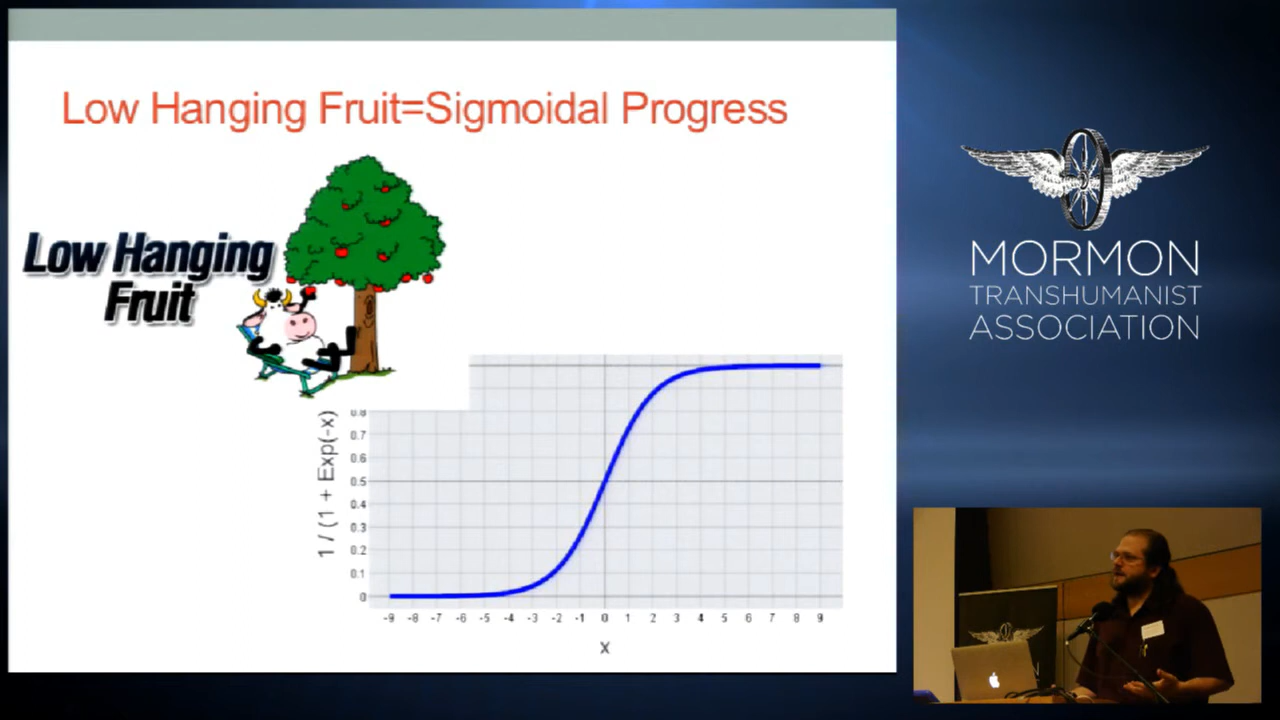 Low Hanging Fruit=Sigmoidal Progress
Low Hanging
Fruit
1 / (1 + Exp(-x)
0.8
0.7
0.6
0.5
0.4
0.3
0.2
0.1
0
-9 -8 -7 -6 -5 -4 -3 -2 -1 0 1 2 3 4 5 6 7 8 9
X
MORMON
TRANSHUMANIST
ASSOCIATION